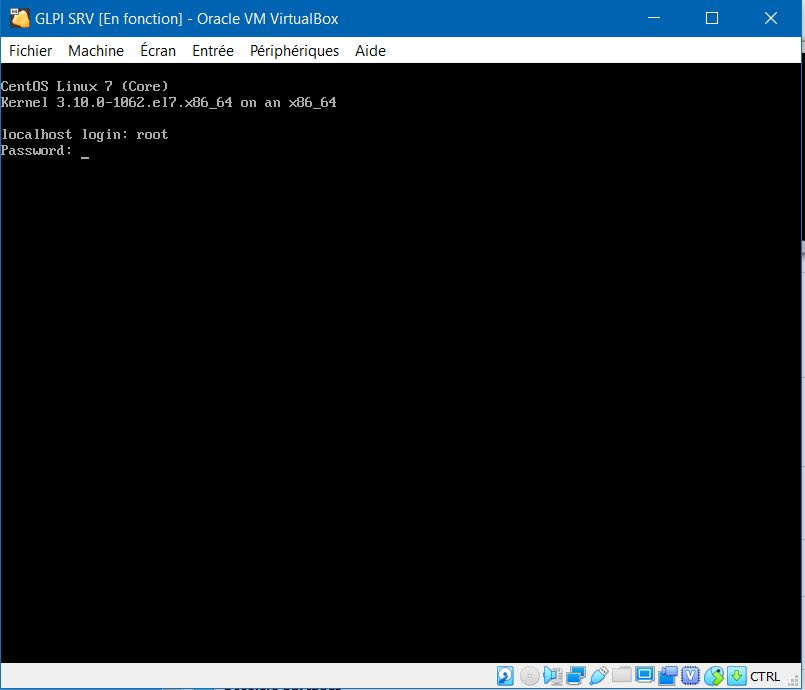 GLPI SRV [En fonction] - Oracle VM VirtualBox
Fichier Machine Écran Entrée Périphériques Aide
CentOS Linux 7 (Core)
Kernel 3.10.0-1062.el7.x86_64 on an x86_64
localhost login: root
Password: _
CTRL